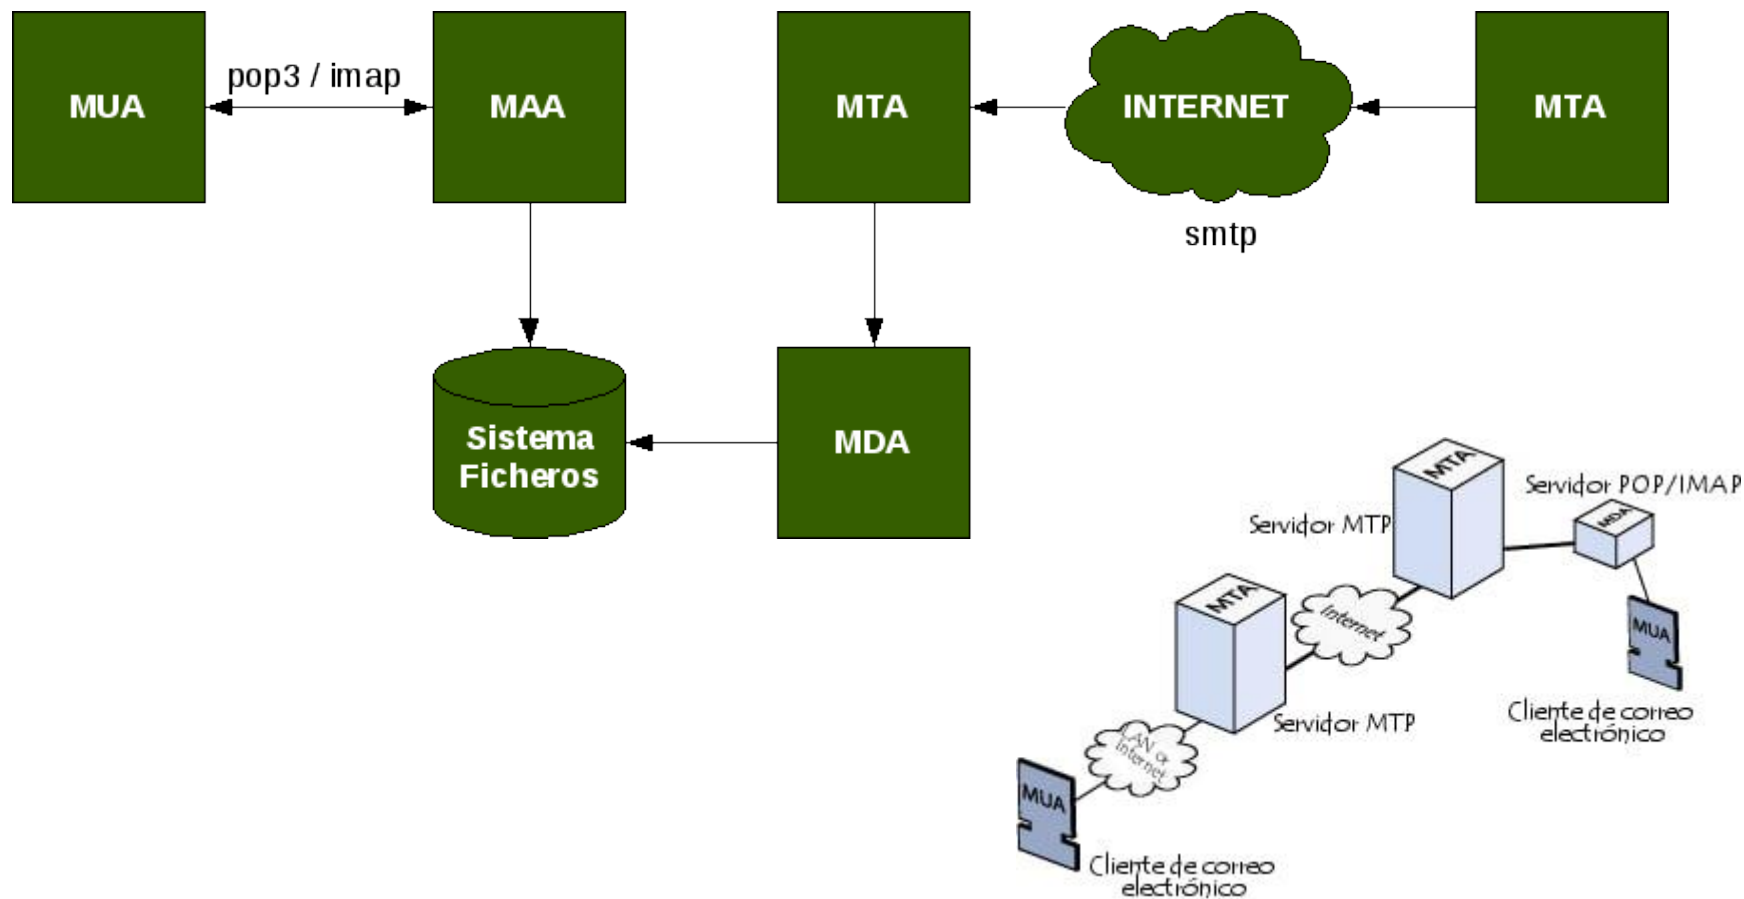 MUA
pop3 / imap
MAA
MTA
INTERNET
MTA
smtp
Sistema
Ficheros
MDA
MTA
Servidor POP/IMAP
MDA
Servidor MTP
MTA
Internet
MUA
Cliente de correo
electrónico
Servidor MTP
LAN o
Internet
MUA
Cliente de correo
electrónico